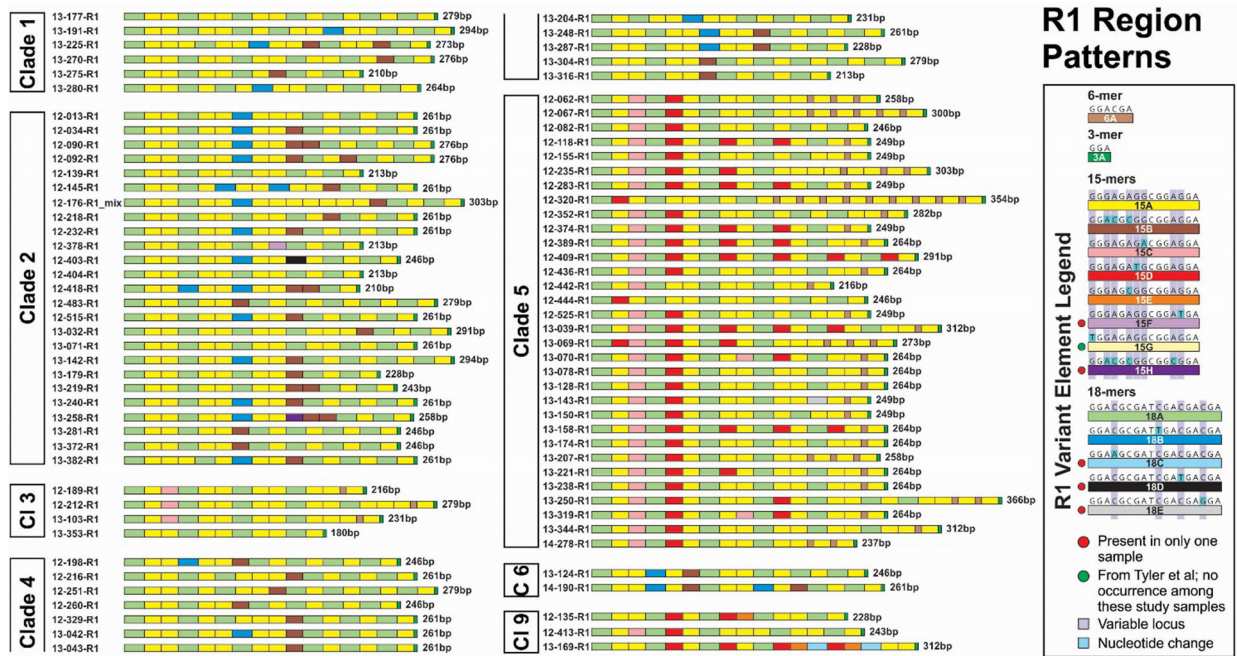 Clade 1
13-177-R1 279bp
13-191-R1 294bp
13-225-R1 273bp
13-270-R1 276bp
13-275-R1 210bp
13-280-R1 264bp
Clade 2
12-013-R1 261bp
12-034-R1 261bp
12-090-R1 276bp
12-092-R1 276bp
12-139-R1 213bp
12-145-R1 261bp
12-176-R1_mix 303bp
12-218-R1 261bp
12-232-R1 261bp
12-378-R1 213bp
12-403-R1 246bp
12-404-R1 213bp
12-418-R1 210bp
12-483-R1 279bp
12-515-R1 261bp
13-032-R1 291bp
13-071-R1 261bp
13-142-R1 294bp
13-179-R1 228bp
13-219-R1 243bp
13-240-R1 261bp
13-258-R1 258bp
13-281-R1 246bp
13-372-R1 246bp
13-382-R1 261bp
Cl 3
12-189-R1 216bp
12-212-R1 279bp
13-103-R1 231bp
13-353-R1 180bp
Clade 4
12-198-R1 246bp
12-216-R1 261bp
12-251-R1 279bp
12-260-R1 246bp
12-329-R1 261bp
13-042-R1 261bp
13-043-R1 261bp
13-204-R1 231bp
13-248-R1 261bp
13-287-R1 228bp
13-304-R1 279bp
13-316-R1 213bp
Clade 5
12-062-R1 258bp
12-067-R1 300bp
12-082-R1 246bp
12-118-R1 249bp
12-155-R1 249bp
12-235-R1 303bp
12-283-R1 249bp
12-320-R1 354bp
12-352-R1 282bp
12-374-R1 249bp
12-389-R1 264bp
12-409-R1 291bp
12-436-R1 264bp
12-442-R1 216bp
12-444-R1 246bp
12-525-R1 249bp
13-039-R1 312bp
13-069-R1 273bp
13-070-R1 264bp
13-078-R1 264bp
13-128-R1 264bp
13-143-R1 249bp
13-150-R1 249bp
13-158-R1 264bp
13-174-R1 264bp
13-207-R1 258bp
13-221-R1 264bp
13-238-R1 264bp
13-250-R1 366bp
13-319-R1 264bp
13-344-R1 312bp
14-278-R1 237bp
C 6
13-124-R1 246bp
14-190-R1 261bp
Cl 9
12-135-R1 228bp
12-413-R1 243bp
13-169-R1 312bp
R1 Region
Patterns
R1 Variant Element Legend
6-mer
GGACGA
6A
3-mer
GGA
3A
15-mers
GGGAGAGGCGGAGGA
15A
GGACGCGGCGGAGGA
15B
GGGAGAGACGGAGGA
15C
GGGAGATGCGGAGGA
15D
GGGAGCGGCGGAGGA
15E
GGGAGAGGCGGATGA
15F
TGGAGAGGCGGAGGA
15G
GGACGCGGCGGCGGA
15H
18-mers
GGACGCGATCGACGACGA
18A
GGACGCGATTGACGACGA
18B
GGAAGCGATCGACGACGA
18C
GGACGCGATCGATGACGA
18D
GGACGCGATCGACGAGGA
18E
Present in only one
sample
From Tyler et al; no
occurrence among
these study samples
Variable locus
Nucleotide change